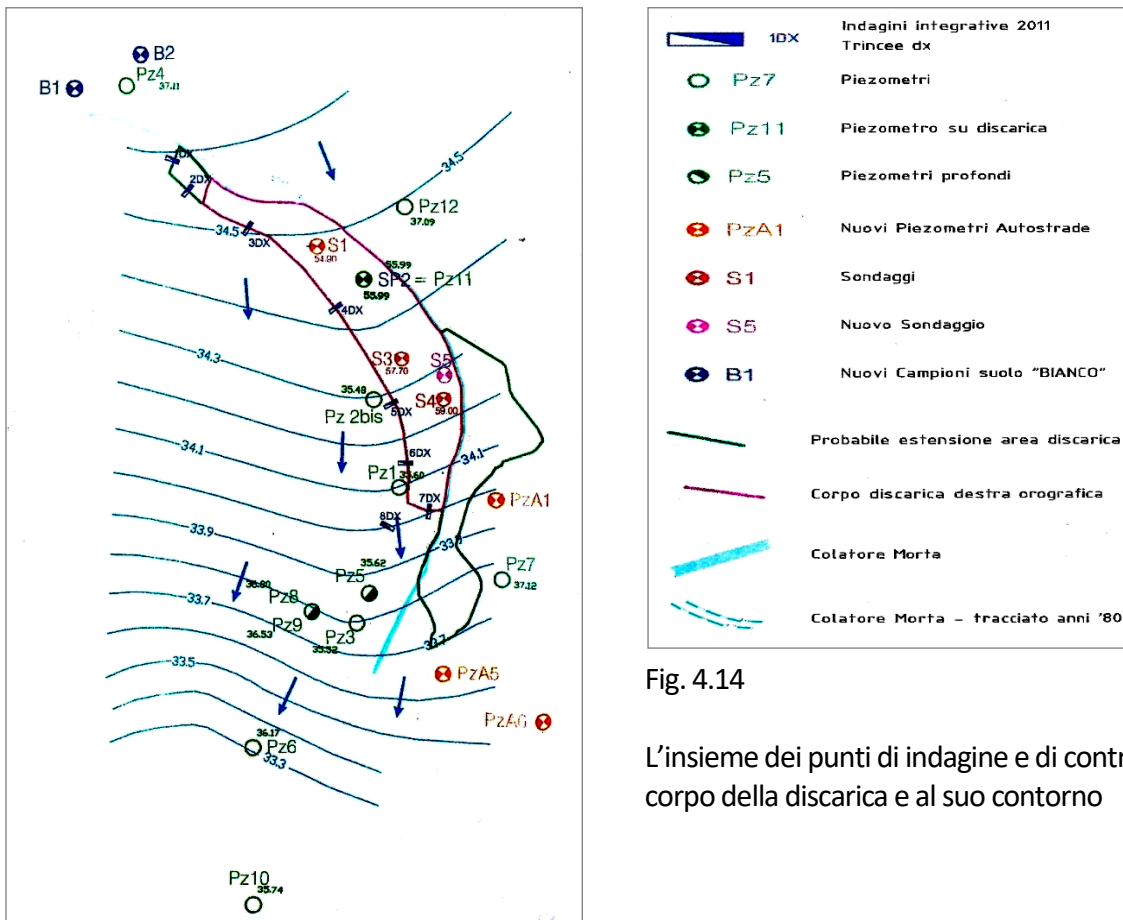 B2
Pz4
37.11
B1
1DX
2DX
34.5
Pz12
37.09
34.5
3DX
S1
54.90
55.99
SP2 = Pz11
55.99
4DX
34.3
S3
57.70
S5
35.48
Pz 2bis
5DX
S4
59.00
34.1
6DX
34.1
Pz1
35.60
7DX
PzA1
8DX
33.9
35.62
Pz5
Pz7
37.12
Pz8
33.7
Pz9
36.53
Pz3
33.7
33.5
PzA5
PzA6
36.17
Pz6
33.3
Pz10
35.74
1DX
Indagini integrative 2011
Trincee dx
Pz7 Piezometri
Pz11 Piezometro su discarica
Pz5 Piezometri profondi
PzA1 Nuovi Piezometri Autostrade
S1 Sondaggi
S5 Nuovo Sondaggio
B1 Nuovi Campioni suolo "BIANCO"
Probabile estensione area discarica
Corpo discarica destra orografica
Colatore Morta
Colatore Morta - tracciato anni '80
Fig. 4.14
L'insieme dei punti di indagine e di contr
corpo della discarica e al suo contorno